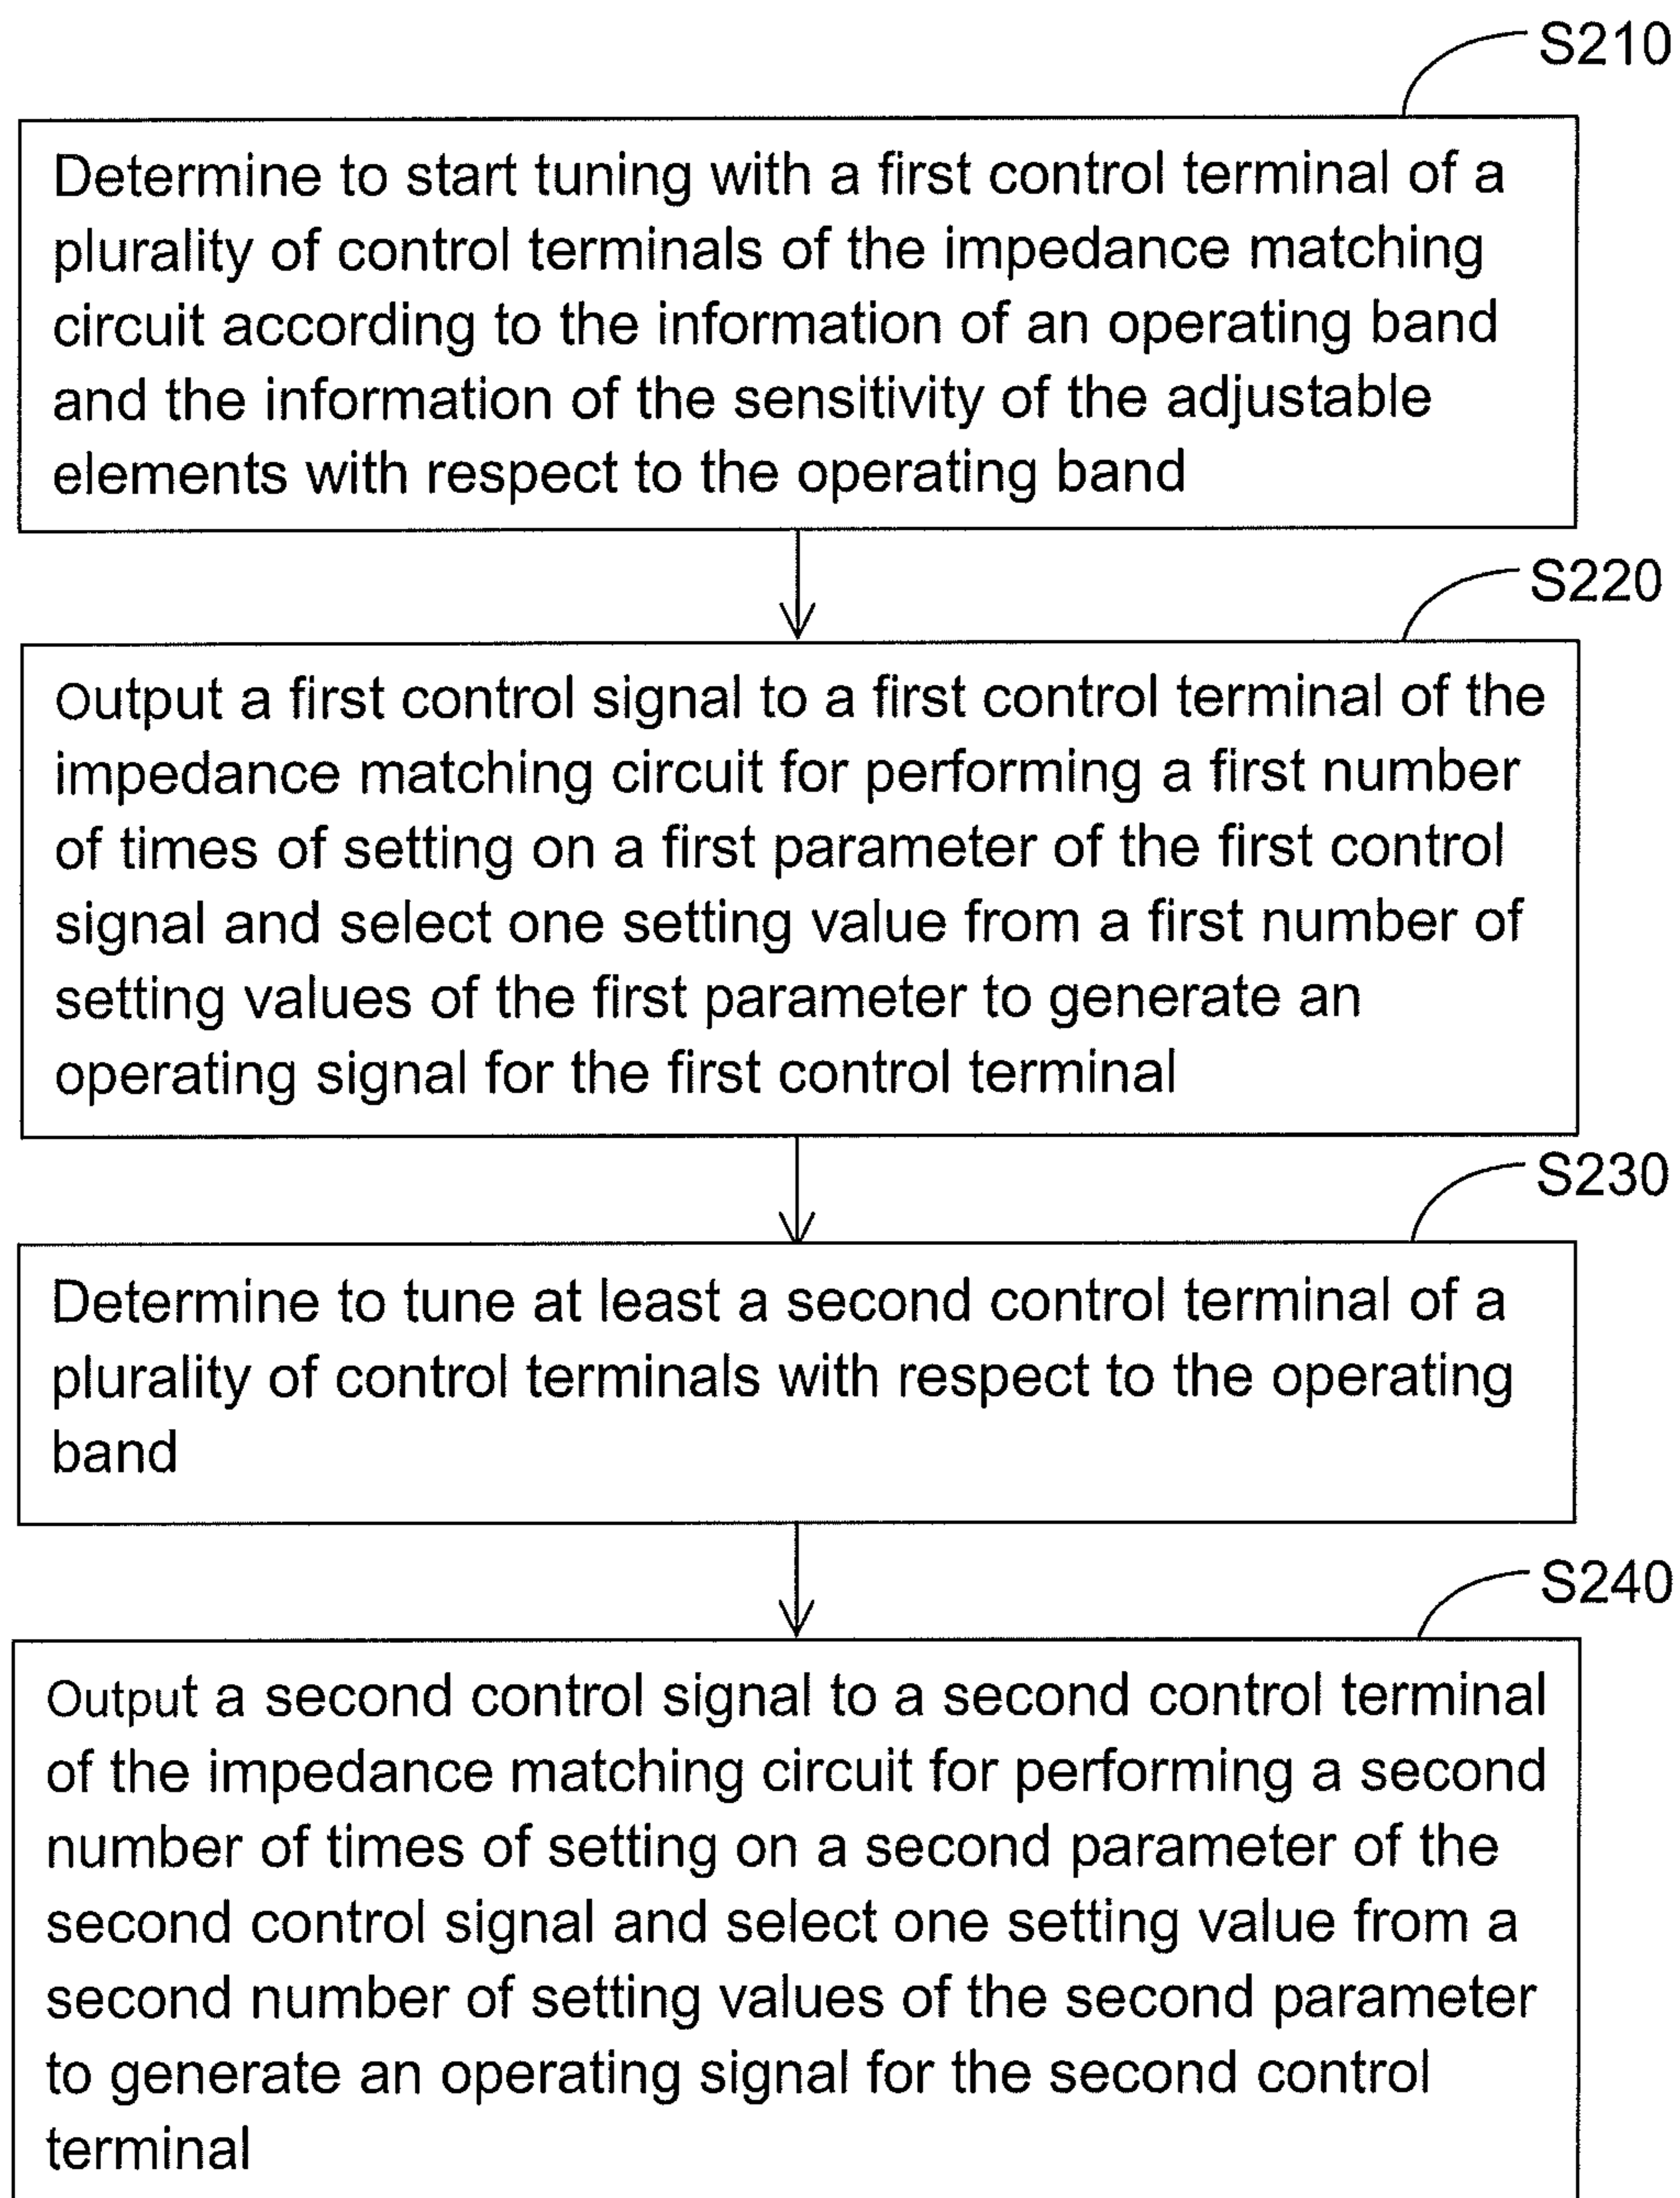 S210
Determine to start tuning with a first control terminal of a
plurality of control terminals of the impedance matching
circuit according to the information of an operating band
and the information of the sensitivity of the adjustable
elements with respect to the operating band
S220
Output a first control signal to a first control terminal of the
impedance matching circuit for performing a first number
of times of setting on a first parameter of the first control
signal and select one setting value from a first number of
setting values of the first parameter to generate an
operating signal for the first control terminal
S230
Determine to tune at least a second control terminal of a
plurality of control terminals with respect to the operating
band
S240
Output a second control signal to a second control terminal
of the impedance matching circuit for performing a second
number of times of setting on a second parameter of the
second control signal and select one setting value from a
second number of setting values of the second parameter
to generate an operating signal for the second control
terminal